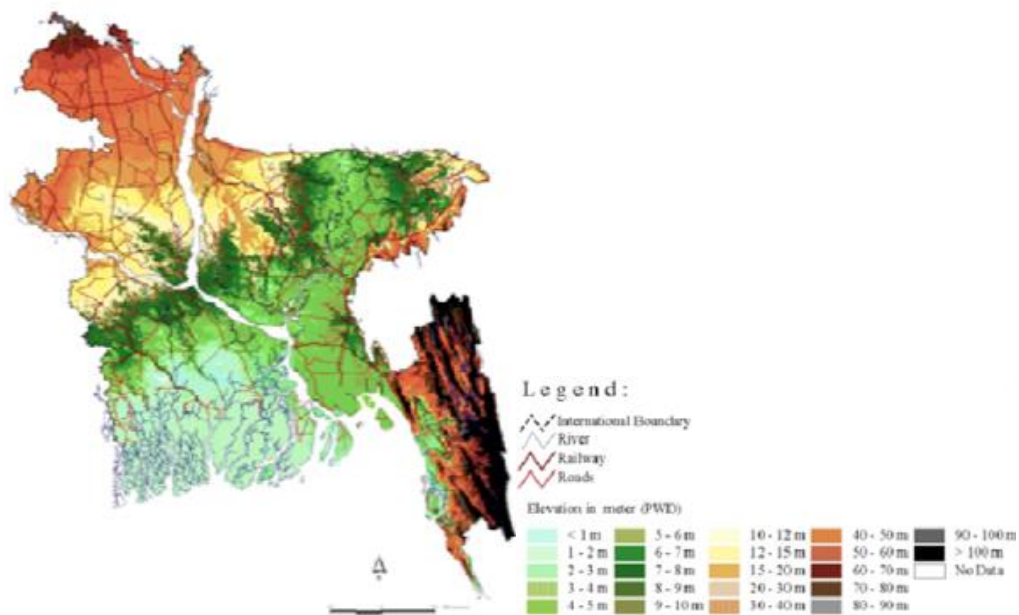 Legend:
International Boundary
River
Railway
Roads
Elevation in meter (PWD)
< 1 m
1 - 2 m
2 - 3 m
3 - 4 m
4 - 5 m
5 - 6 m
6 - 7 m
7 - 8 m
8 - 9 m
9 - 10 m
10 - 12 m
12 - 15 m
15 - 20 m
20 - 30 m
30 - 40 m
40 - 50 m
50 - 60 m
60 - 70 m
70 - 80 m
80 - 90 m
90 - 100 m
> 100 m
No Data